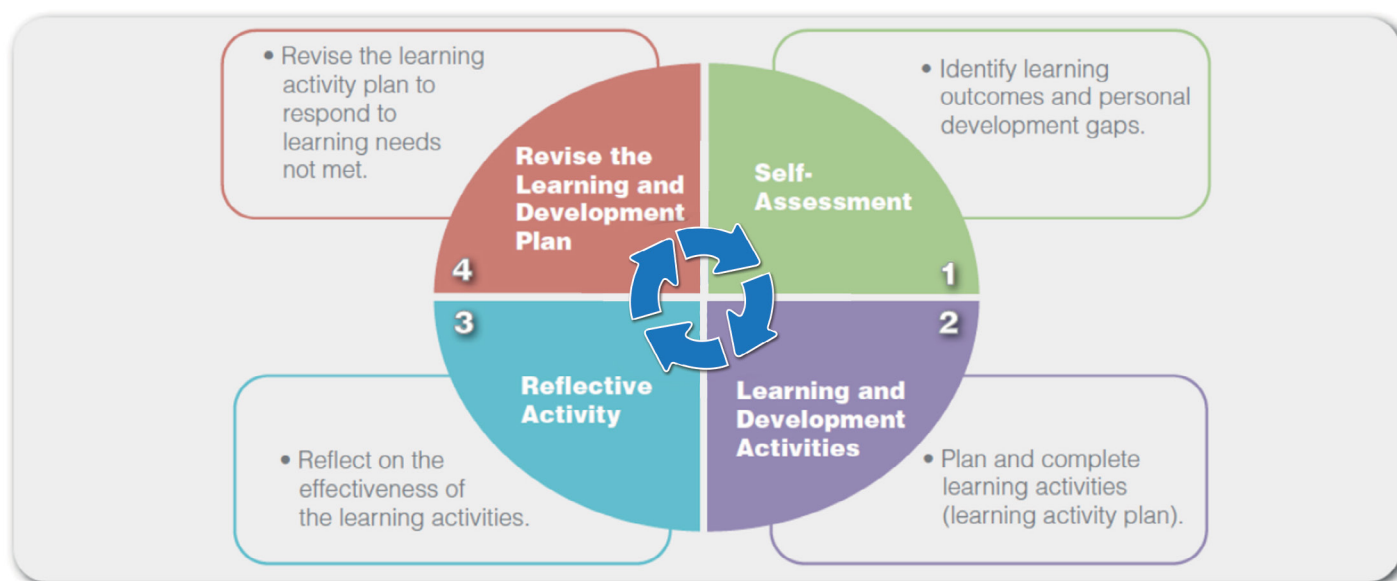 • Revise the learning
activity plan to
respond to
learning needs
not met.
Revise the
Learning and
Development
Plan
4
• Identify learning
outcomes and personal
development gaps.
Self-
Assessment
1
3
Reflective
Activity
• Reflect on the
effectiveness of
the learning activities.
2
Learning and
Development
Activities
• Plan and complete
learning activities
(learning activity plan).